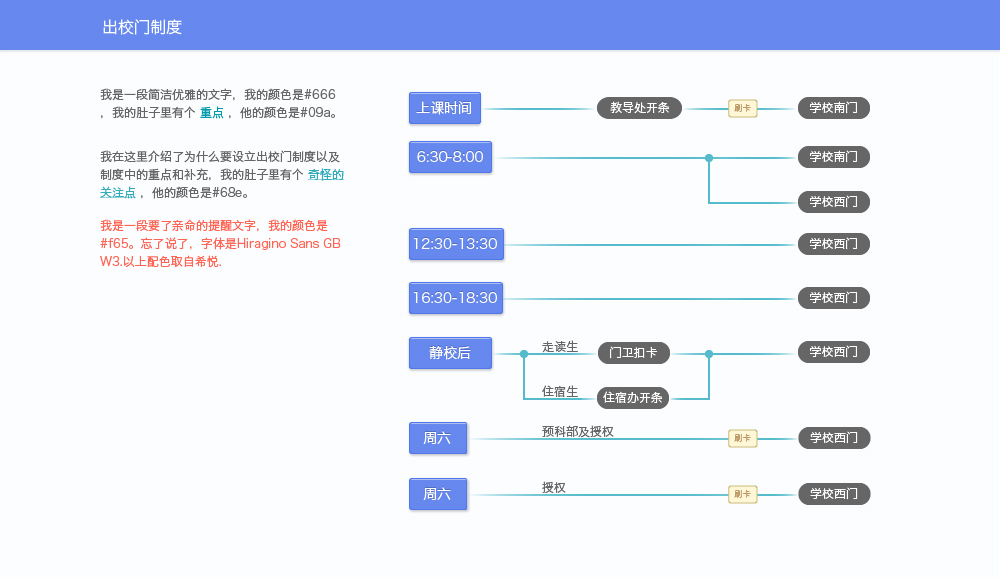 出校门制度
我是一段简洁优雅的文字，我的颜色是#666
，我的肚子里有个 重点 ，他的颜色是#09a。
我在这里介绍了为什么要设立出校门制度以及
制度中的重点和补充，我的肚子里有个 奇怪的
关注点 ，他的颜色是#68e。
我是一段要了亲命的提醒文字，我的颜色是
#f65。忘了说了，字体是Hiragino Sans GB
W3.以上配色取自希悦.
上课时间 教导处开条 刷卡 学校南门
6:30-8:00 学校南门
学校西门
12:30-13:30 学校西门
16:30-18:30 学校西门
静校后 走读生 门卫扣卡 学校西门
住宿生 住宿办开条
周六 预科部及授权 刷卡 学校西门
周六 授权 刷卡 学校西门